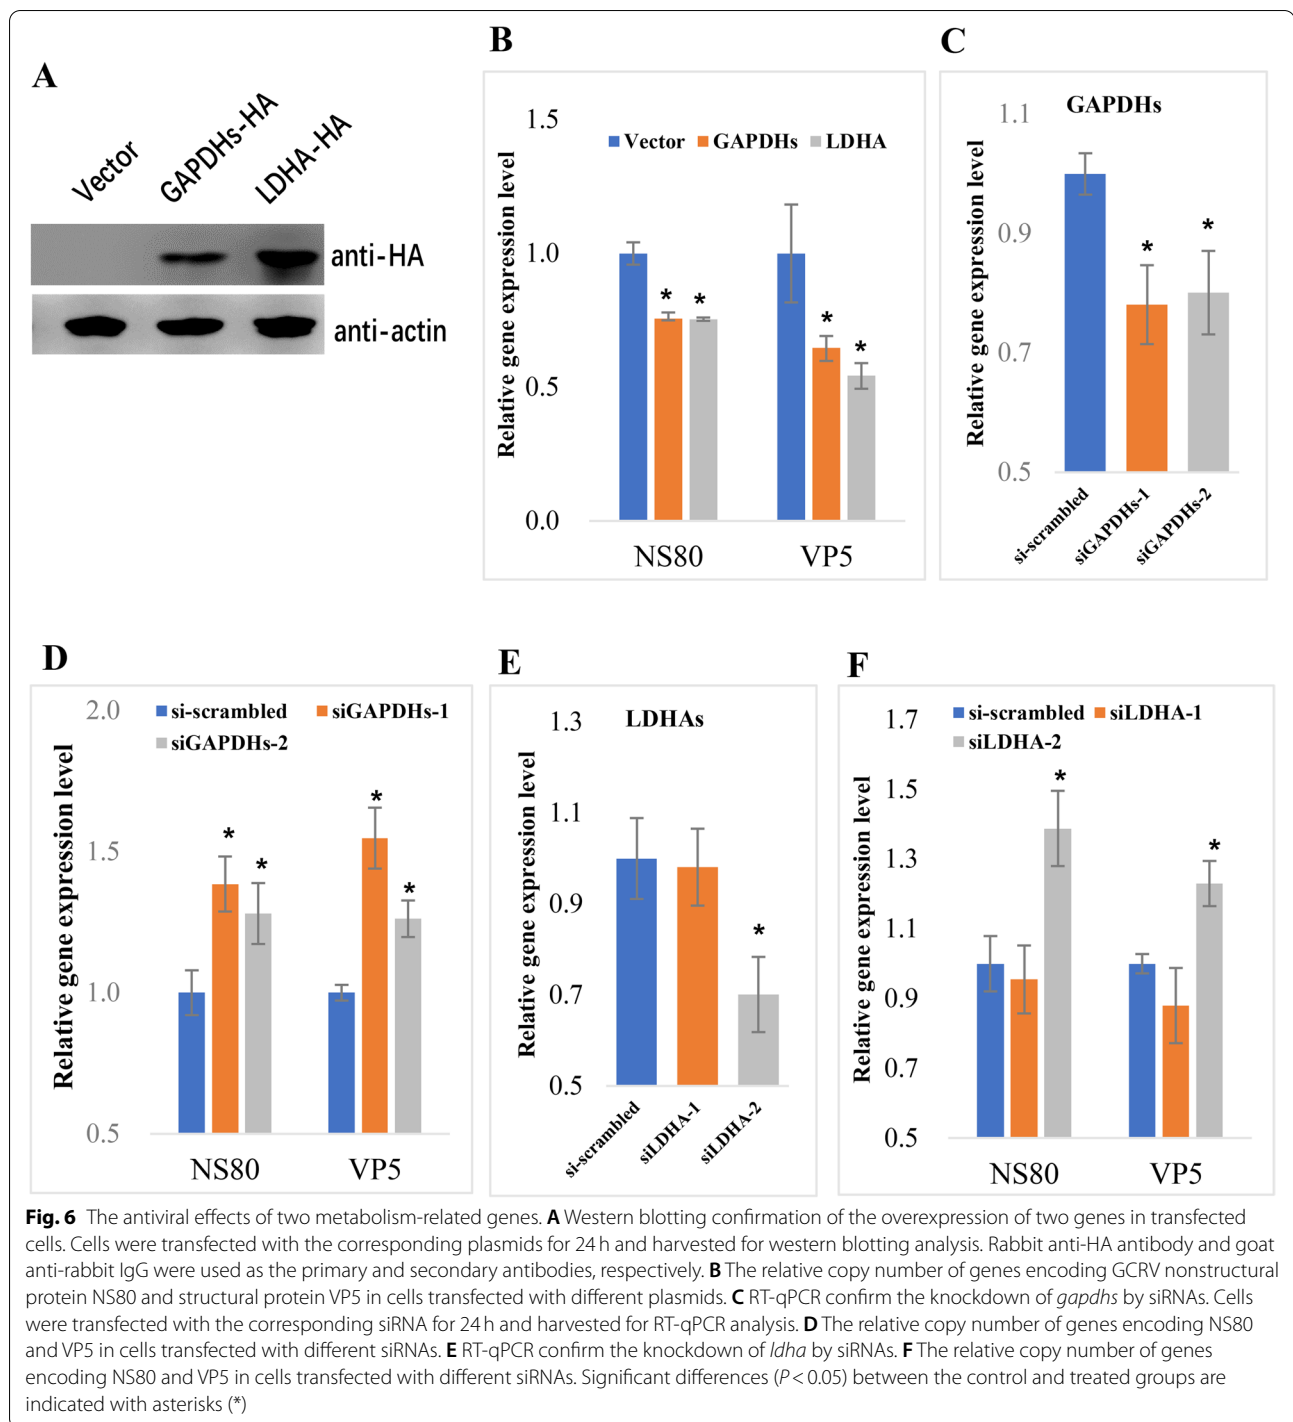 A
Vector
GAPDHs-HA
LDHA-HA
anti-HA
anti-actin
B
Relative gene expression level
1.5
1.0
0.5
0.0
Vector GAPDHs LDHA
* * * *
NS80 VP5
C
GAPDHs
Relative gene expression level
1.1
0.9
0.7
0.5
* *
si-scrambled
siGAPDHs-1
siGAPDHs-2
D
Relative gene expression level
2.0
1.5
1.0
0.5
si-scrambled siGAPDHs-1
siGAPDHs-2
* * * *
NS80 VP5
E
LDHAs
Relative gene expression level
1.3
1.1
0.9
0.7
0.5
*
si-scrambled
siLDHA-1
siLDHA-2
F
Relative gene expression level
1.7
1.5
1.3
1.1
0.9
0.7
0.5
si-scrambled siLDHA-1
siLDHA-2
* *
NS80 VP5
Fig. 6 The antiviral effects of two metabolism-related genes. A Western blotting confirmation of the overexpression of two genes in transfected
cells. Cells were transfected with the corresponding plasmids for 24 h and harvested for western blotting analysis. Rabbit anti-HA antibody and goat
anti-rabbit IgG were used as the primary and secondary antibodies, respectively. B The relative copy number of genes encoding GCRV nonstructural
protein NS80 and structural protein VP5 in cells transfected with different plasmids. C RT-qPCR confirm the knockdown of gapdhs by siRNAs. Cells
were transfected with the corresponding siRNA for 24 h and harvested for RT-qPCR analysis. D The relative copy number of genes encoding NS80
and VP5 in cells transfected with different siRNAs. E RT-qPCR confirm the knockdown of ldha by siRNAs. F The relative copy number of genes
encoding NS80 and VP5 in cells transfected with different siRNAs. Significant differences (P < 0.05) between the control and treated groups are
indicated with asterisks (*)